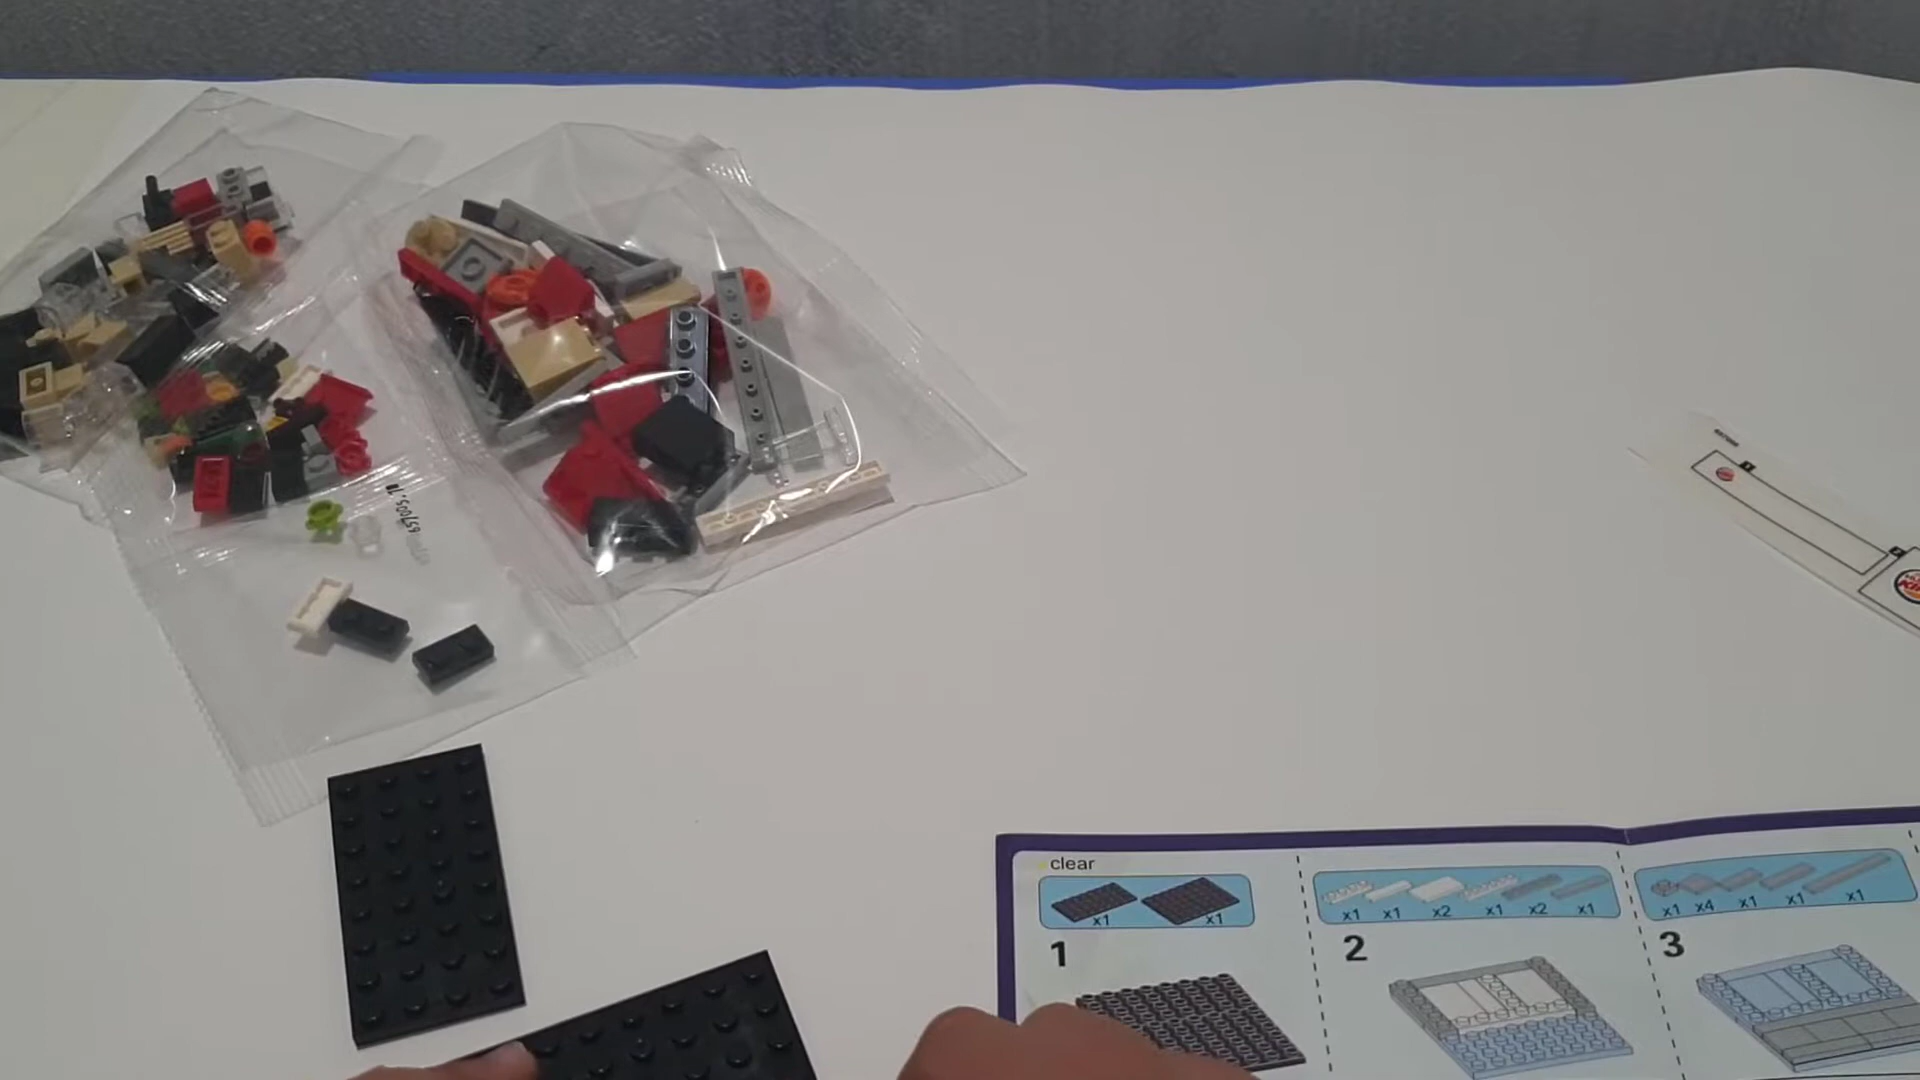 clear
x1 x1
x1 x1 x2 x1 x2 x1
x1 x4 x1 x1 x1
1
2
3